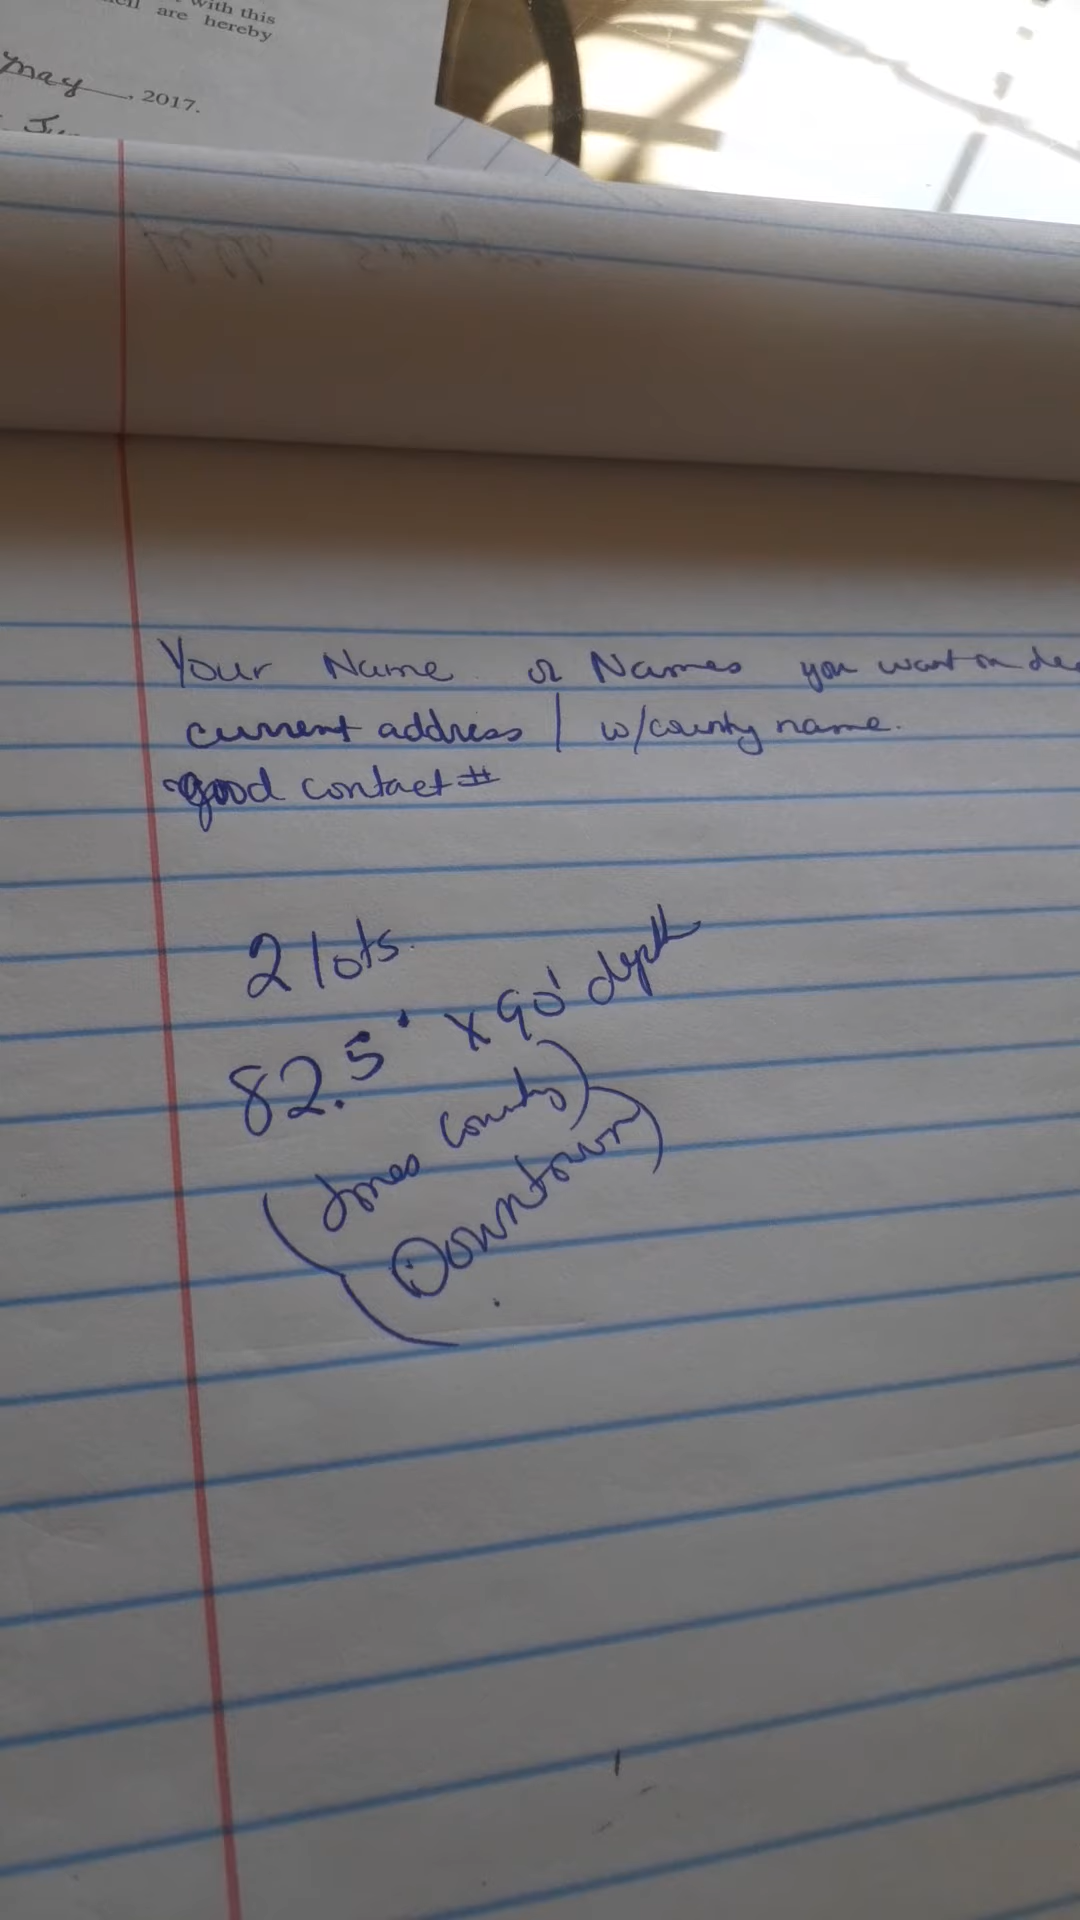 with this
are hereby
May, 2017.
Your Name or Names you want on de
current address / w/county name.
good contact #
2 lots.
82.5' x 90' depth
(Jones County)
(Downtown)